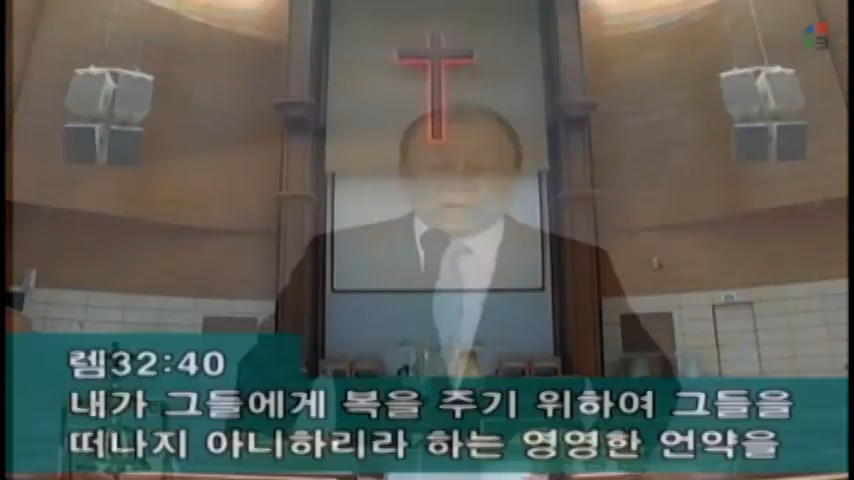 렘32:40
내가 그들에게 복을 주기 위하여 그들을
떠나지 아니하리라 하는 영영한 언약을